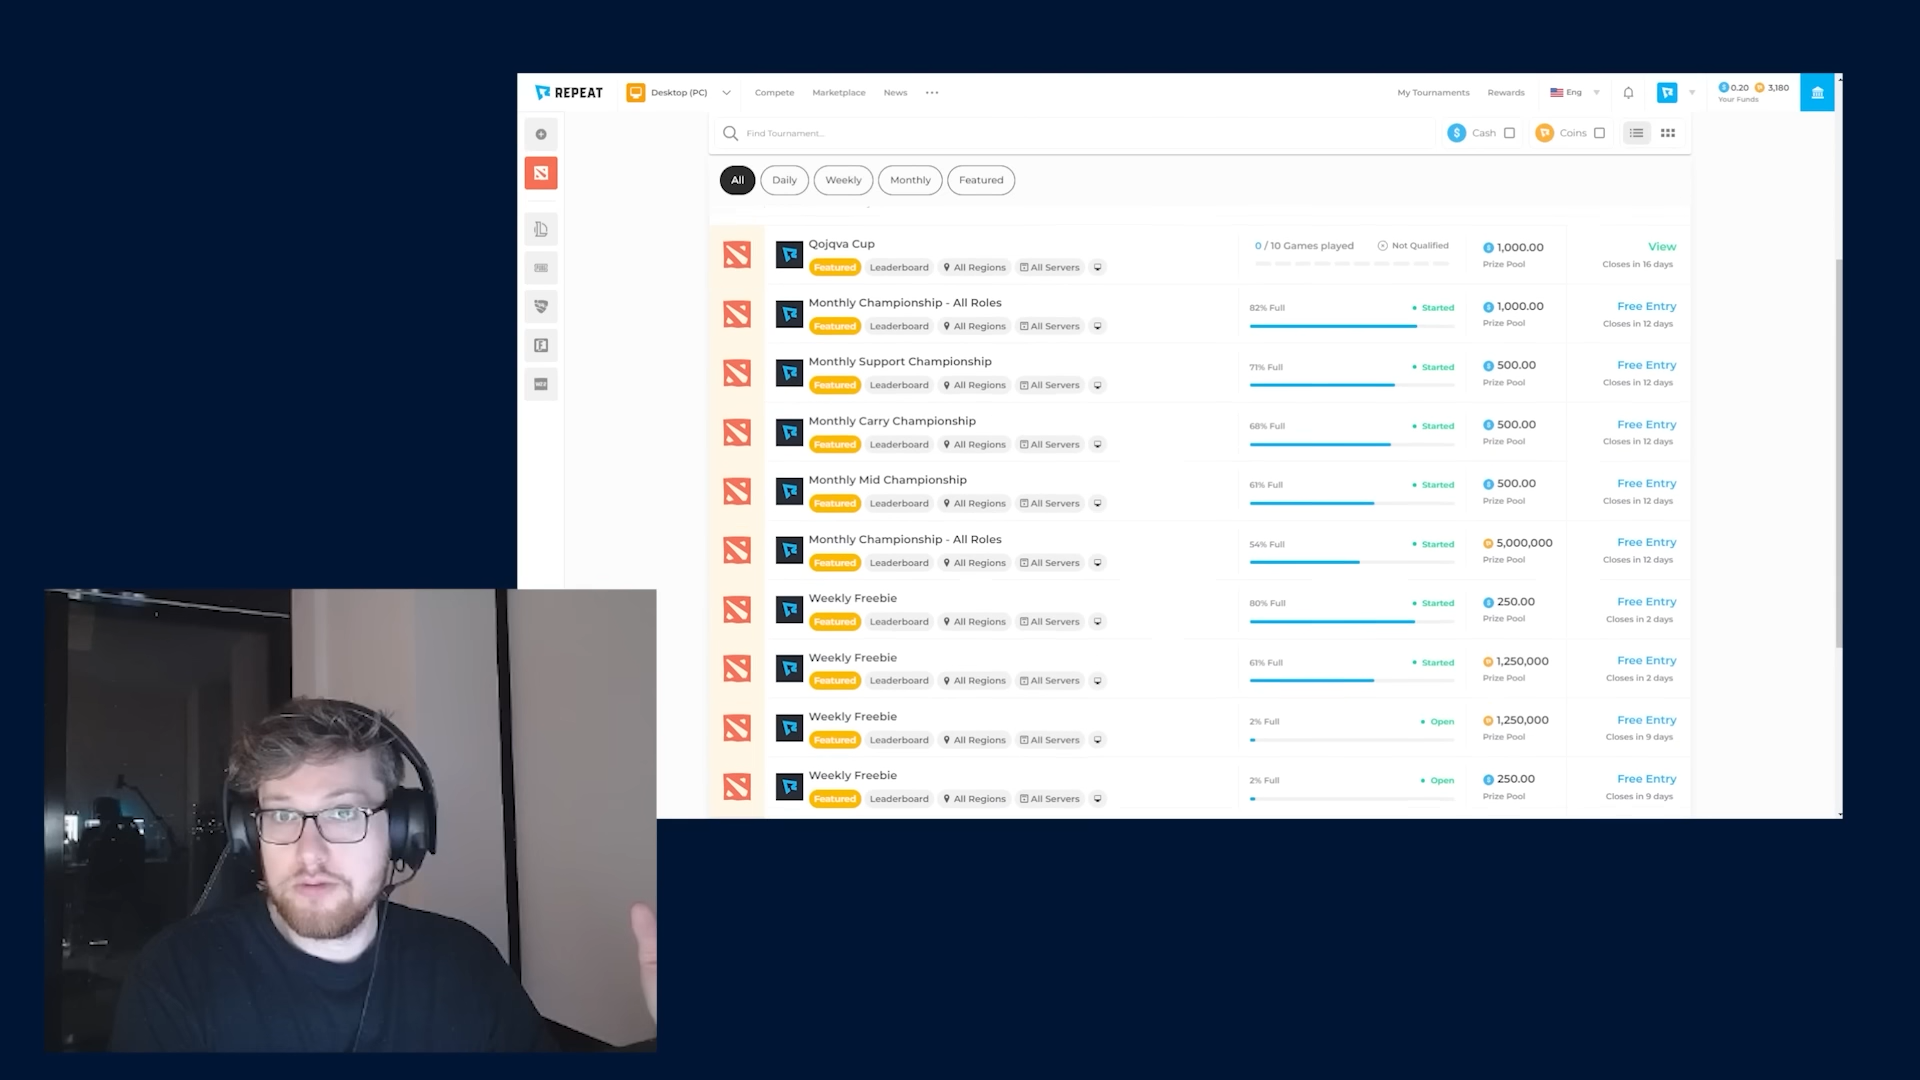 REPEAT Desktop (PC) Compete Marketplace News ... My Tournaments Rewards Eng 0.20 3,180
Your Funds
Find Tournament... Cash Coins
All Daily Weekly Monthly Featured
Qojqva Cup 0 / 10 Games played Not Qualified 1,000.00 View
Featured Leaderboard All Regions All Servers Prize Pool Closes in 16 days
Monthly Championship - All Roles 82% Full Started 1,000.00 Free Entry
Featured Leaderboard All Regions All Servers Prize Pool Closes in 12 days
Monthly Support Championship 71% Full Started 500.00 Free Entry
Featured Leaderboard All Regions All Servers Prize Pool Closes in 12 days
Monthly Carry Championship 68% Full Started 500.00 Free Entry
Featured Leaderboard All Regions All Servers Prize Pool Closes in 12 days
Monthly Mid Championship 61% Full Started 500.00 Free Entry
Featured Leaderboard All Regions All Servers Prize Pool Closes in 12 days
Monthly Championship - All Roles 54% Full Started 5,000,000 Free Entry
Featured Leaderboard All Regions All Servers Prize Pool Closes in 12 days
Weekly Freebie 80% Full Started 250.00 Free Entry
Featured Leaderboard All Regions All Servers Prize Pool Closes in 2 days
Weekly Freebie 61% Full Started 1,250,000 Free Entry
Featured Leaderboard All Regions All Servers Prize Pool Closes in 2 days
Weekly Freebie 2% Full Open 1,250,000 Free Entry
Featured Leaderboard All Regions All Servers Prize Pool Closes in 9 days
Weekly Freebie 2% Full Open 250.00 Free Entry
Featured Leaderboard All Regions All Servers Prize Pool Closes in 9 days